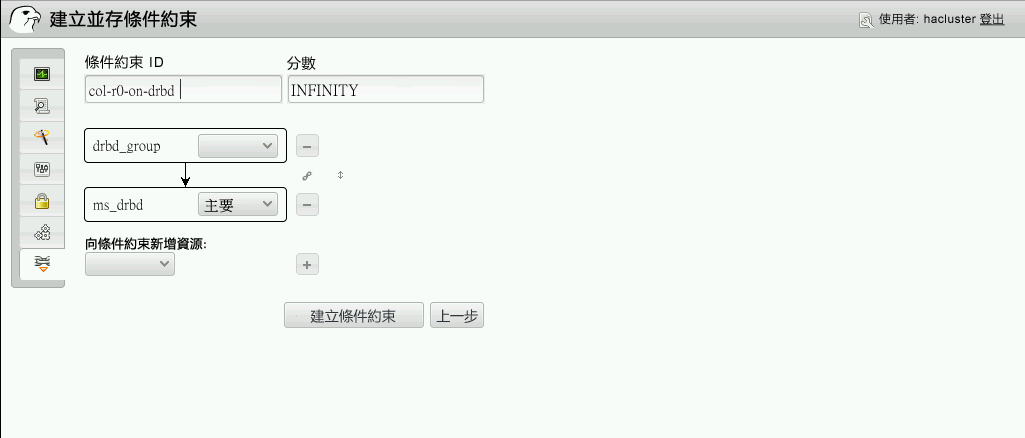 建立並存條件約束
使用者: hacluster 登出
條件約束 ID
分數
col-r0-on-drbd
INFINITY
drbd_group
ms_drbd
主要
向條件約束新增資源:
建立條件約束
上一步